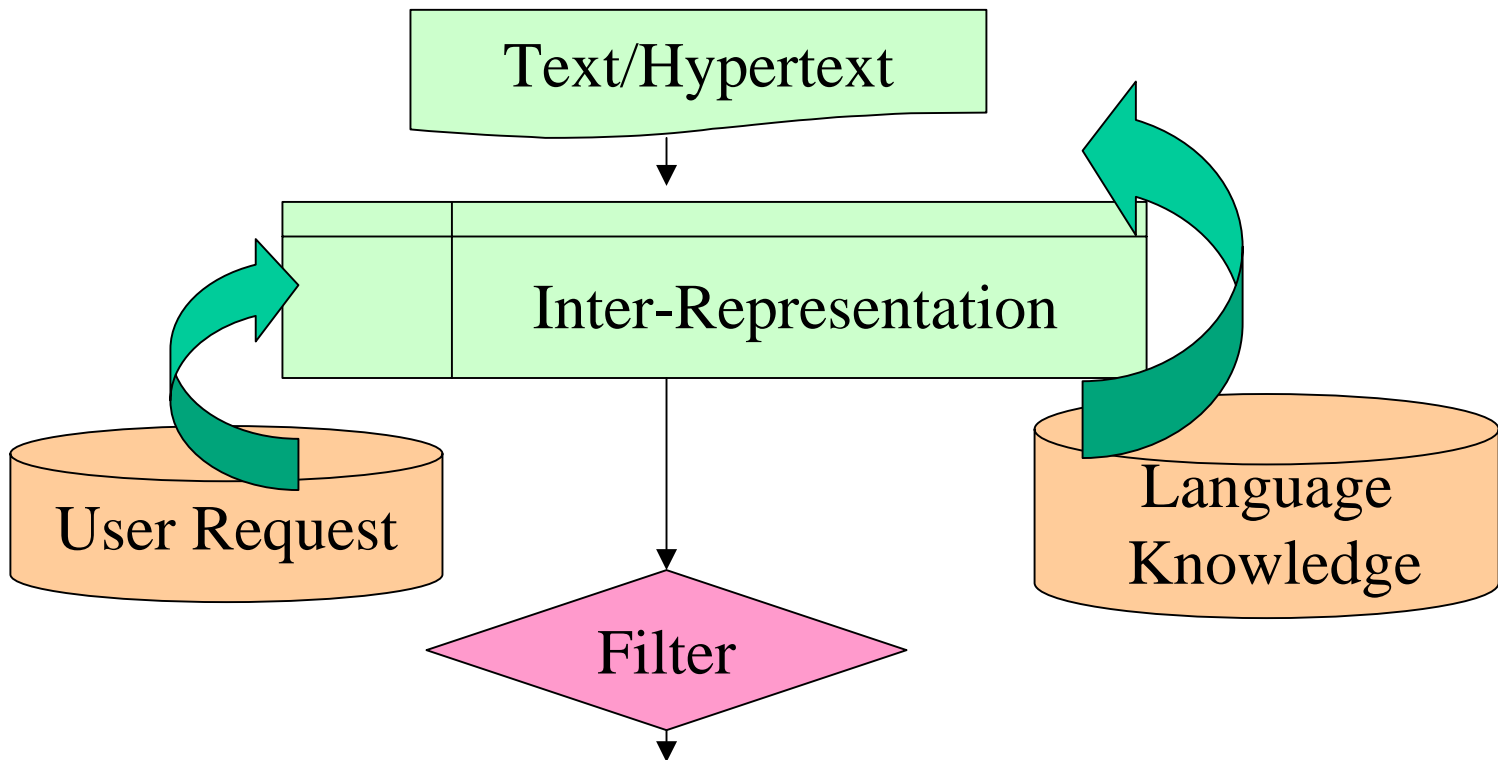 Text/Hypertext
Inter-Representation
User Request
Language
Knowledge
Filter